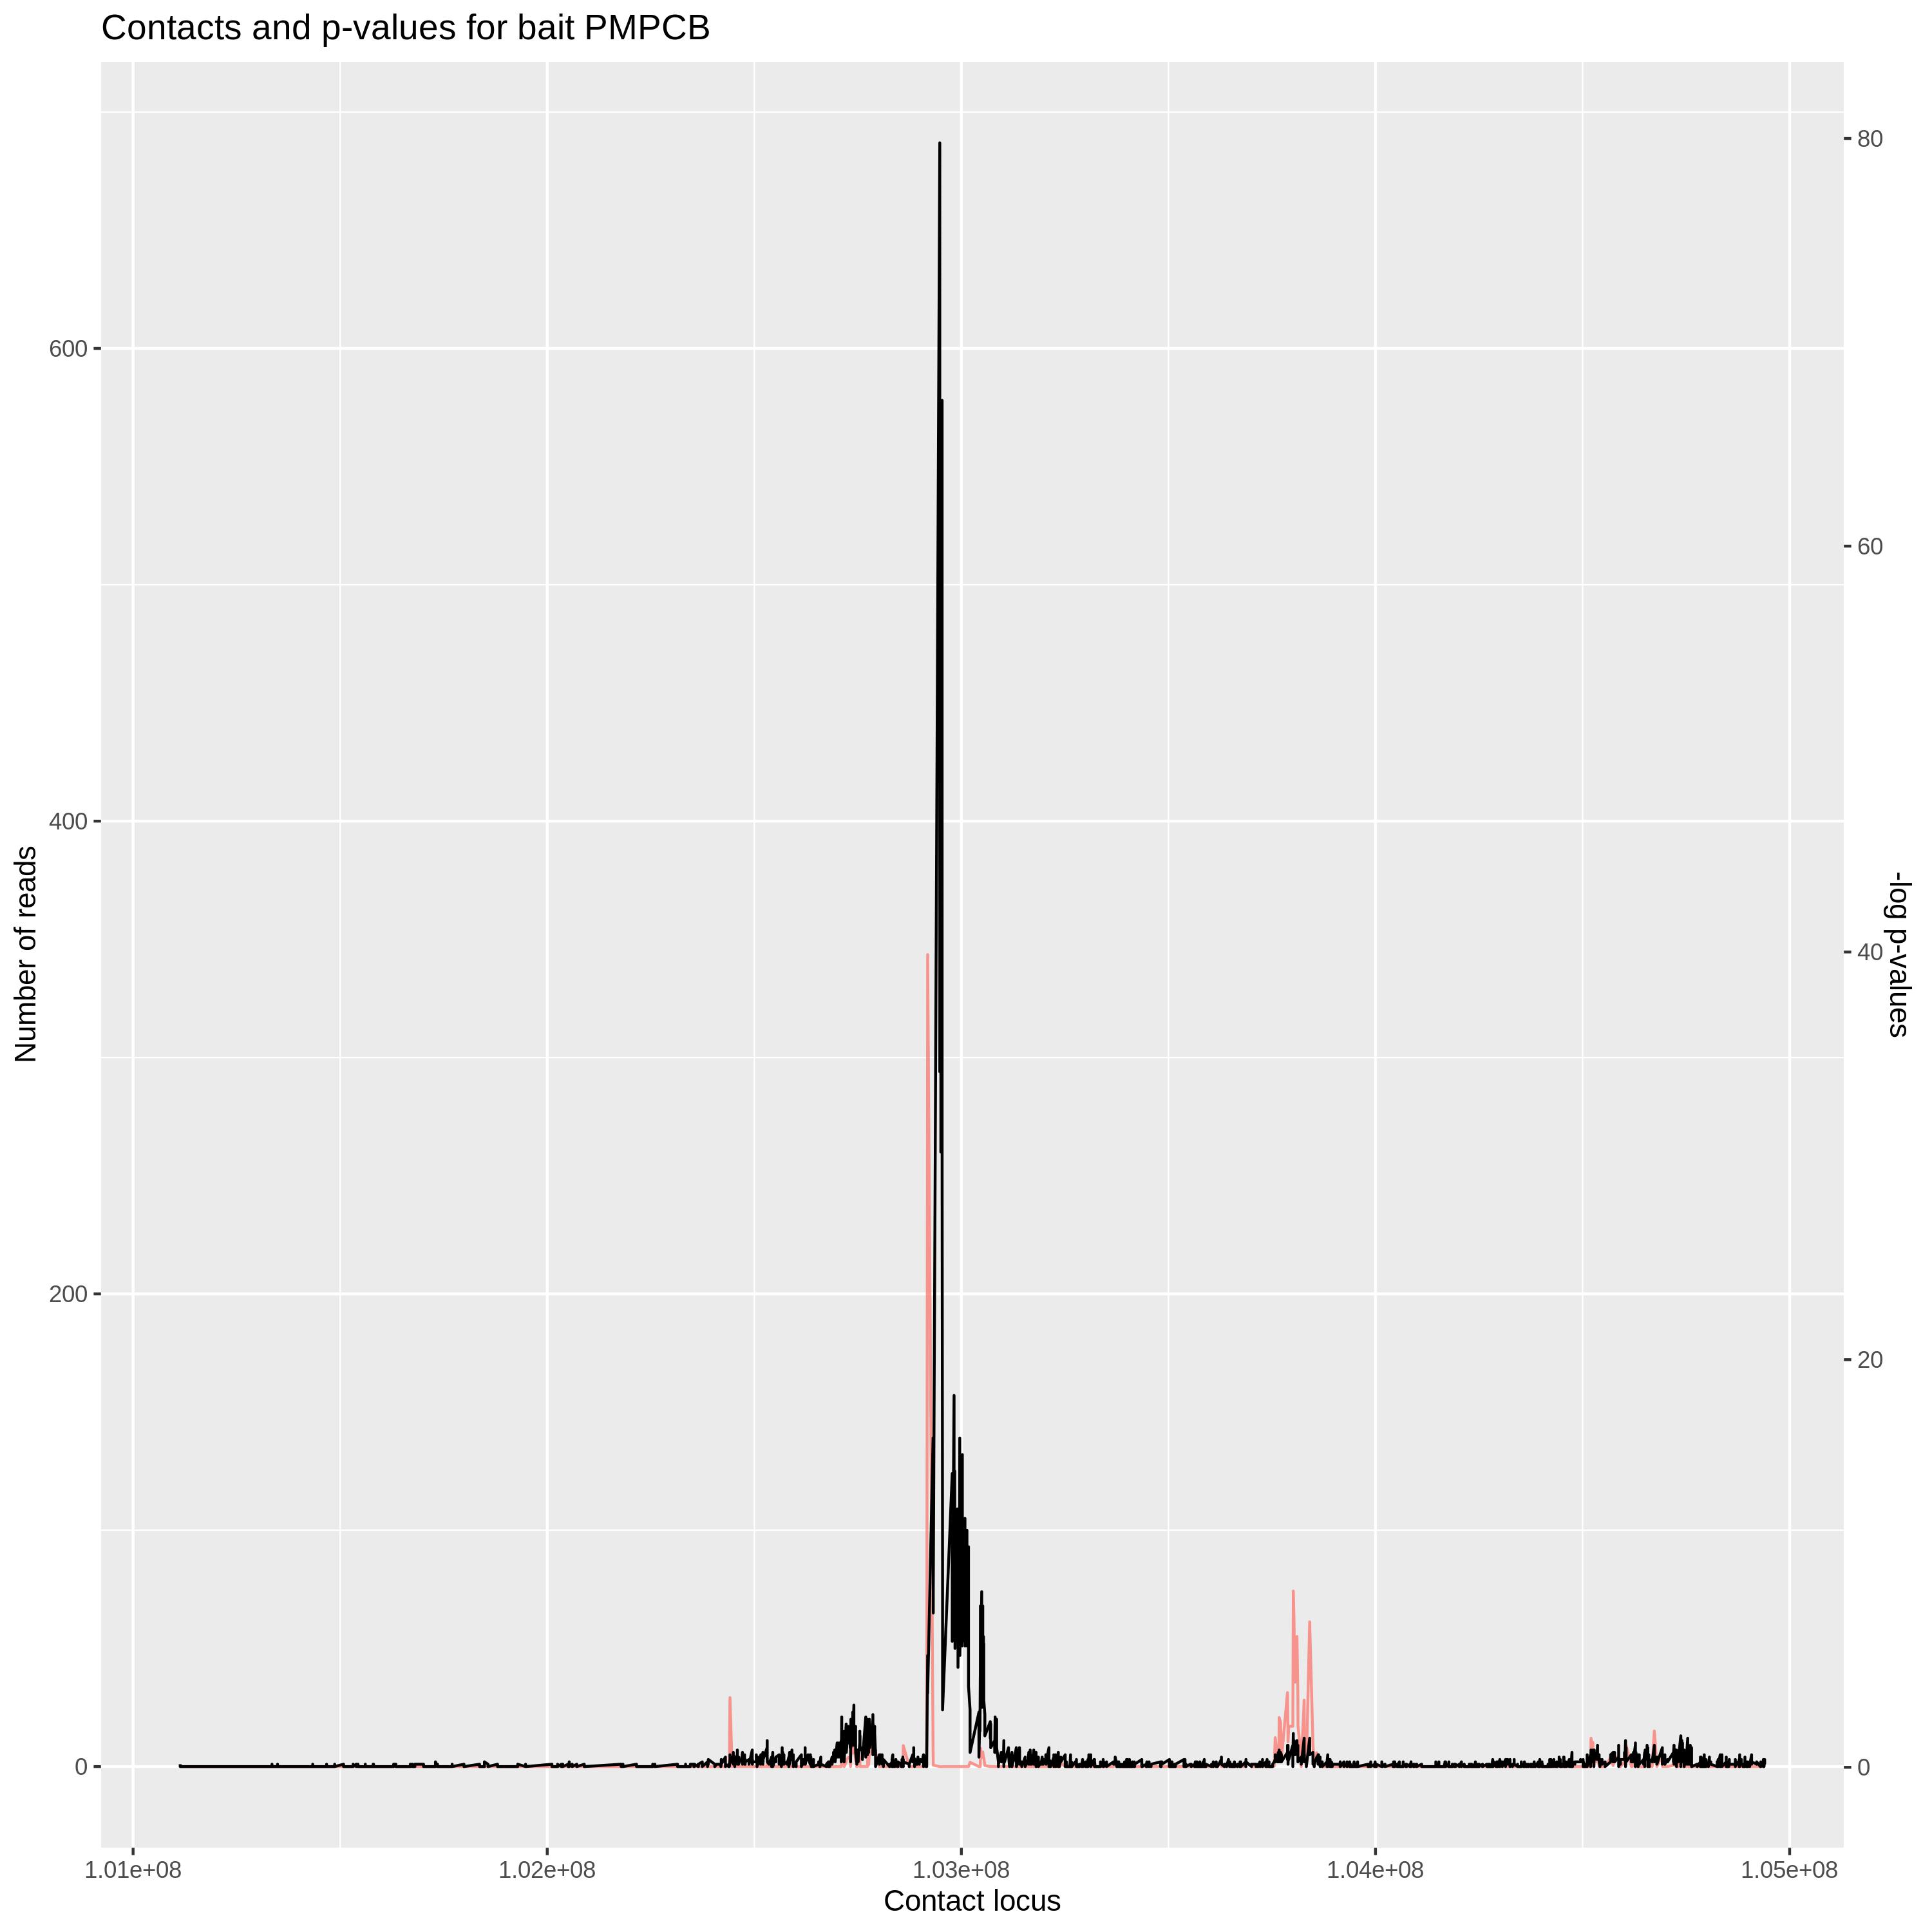 Contacts and p-values for bait PMPCB
Number of reads
600
400
200
0
80
60
40
20
0
-log p-values
1.01e+08
1.02e+08
1.03e+08
1.04e+08
1.05e+08
Contact locus